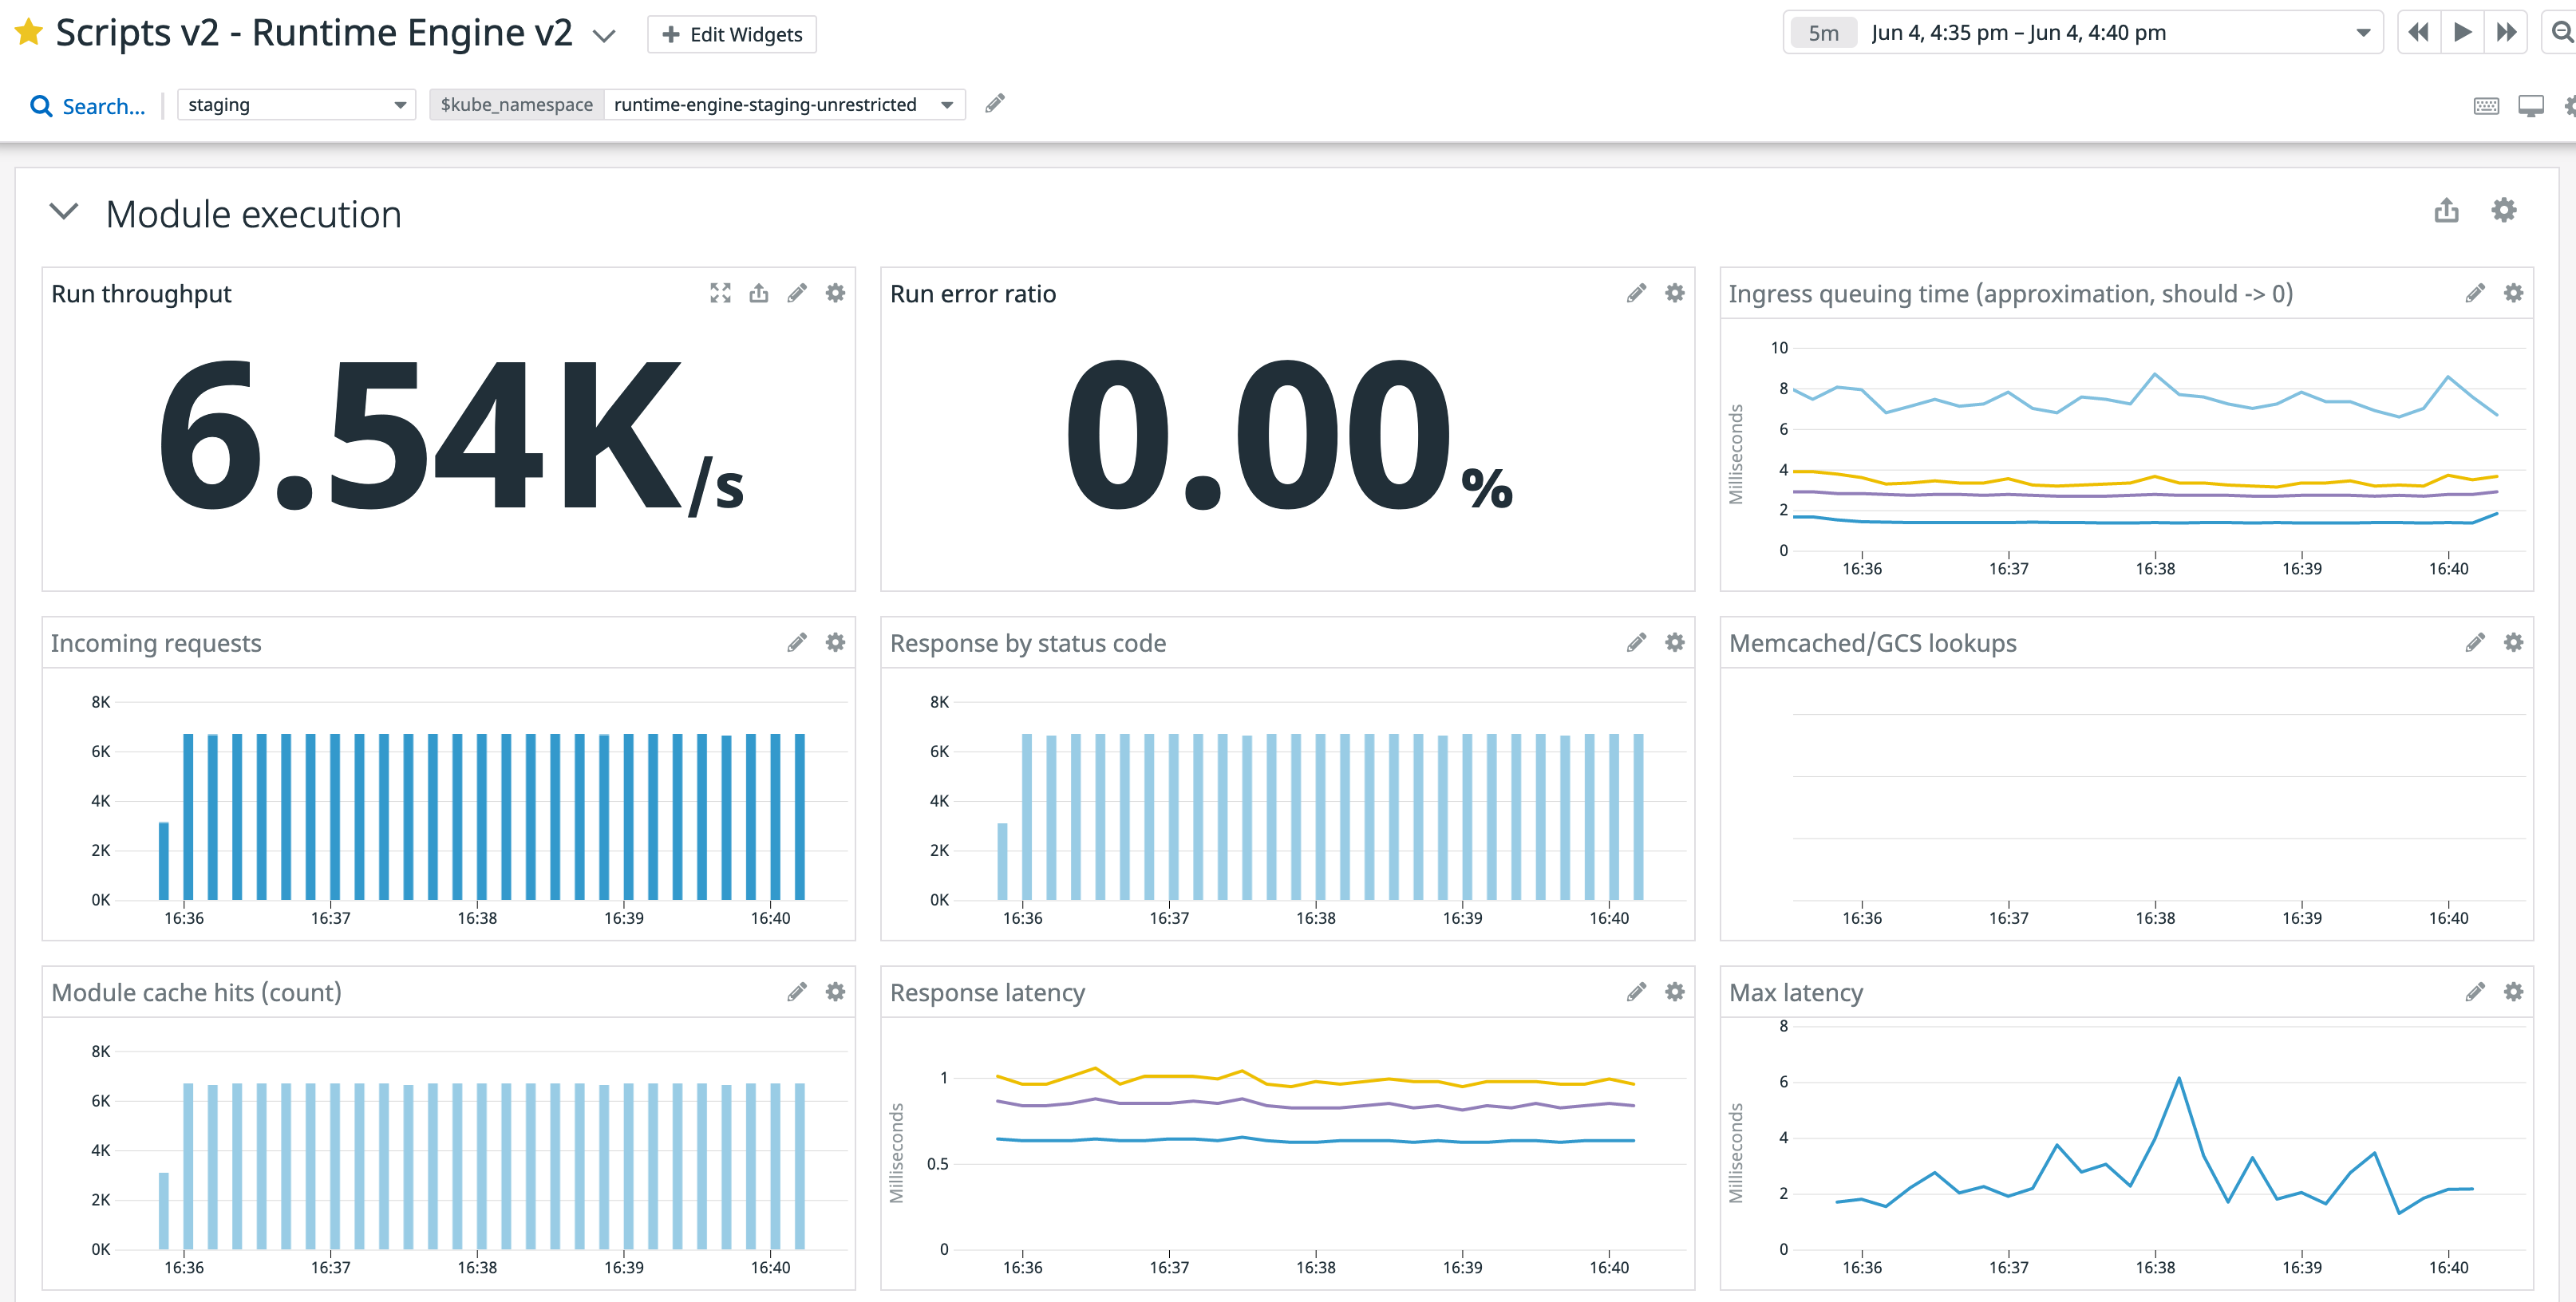 Scripts v2 - Runtime Engine v2
Edit Widgets
5m Jun 4, 4:35 pm – Jun 4, 4:40 pm
Search... staging $kube_namespace runtime-engine-staging-unrestricted
Module execution
Run throughput
6.54K/s
Run error ratio
0.00%
Ingress queuing time (approximation, should -> 0)
Milliseconds
10
8
6
4
2
0
16:36 16:37 16:38 16:39 16:40
Incoming requests
8K
6K
4K
2K
0K
16:36 16:37 16:38 16:39 16:40
Response by status code
8K
6K
4K
2K
0K
16:36 16:37 16:38 16:39 16:40
Memcached/GCS lookups
16:36 16:37 16:38 16:39 16:40
Module cache hits (count)
8K
6K
4K
2K
0K
16:36 16:37 16:38 16:39 16:40
Response latency
Milliseconds
1
0.5
0
16:36 16:37 16:38 16:39 16:40
Max latency
Milliseconds
8
6
4
2
0
16:36 16:37 16:38 16:39 16:40